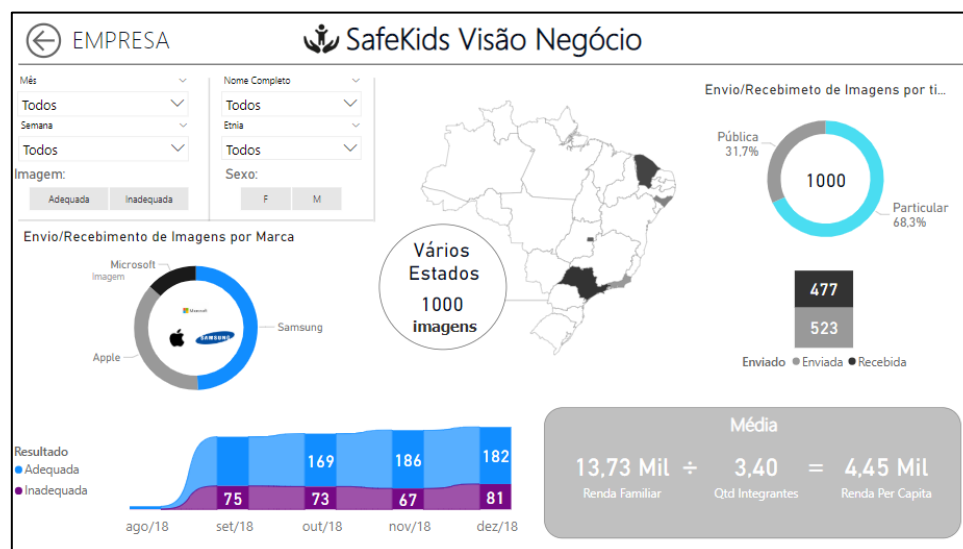 EMPRESA
SafeKids Visão Negócio
Mês
Todos
Semana
Todos
Imagem:
Adequada Inadequada
Nome Completo
Todos
Etnia
Todos
Sexo:
F M
Envio/Recebimeto de Imagens por ti...
Pública
31,7%
1000
Particular
68,3%
Envio/Recebimento de Imagens por Marca
Microsoft
Imagem
Microsoft
SAMSUNG
Samsung
Apple
Vários
Estados
1000
imagens
477
523
Enviado Enviada Recebida
Resultado
Adequada
Inadequada
169 186 182
75 73 67 81
ago/18 set/18 out/18 nov/18 dez/18
Média
13,73 Mil ÷ 3,40 = 4,45 Mil
Renda Familiar Qtd Integrantes Renda Per Capita